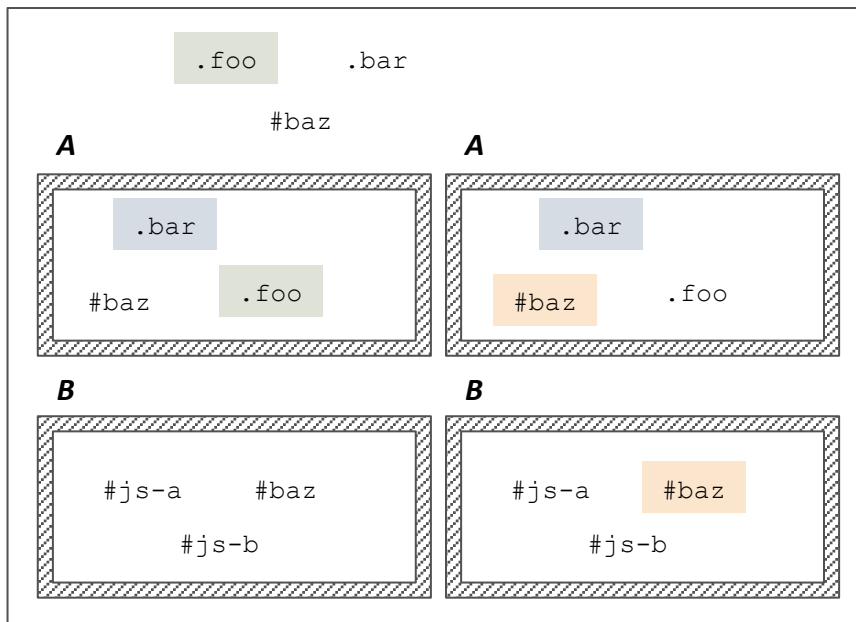 .foo .bar
#baz
A A
.bar .bar
#baz .foo #baz .foo
B B
#js-a #baz #js-a #baz
#js-b #js-b